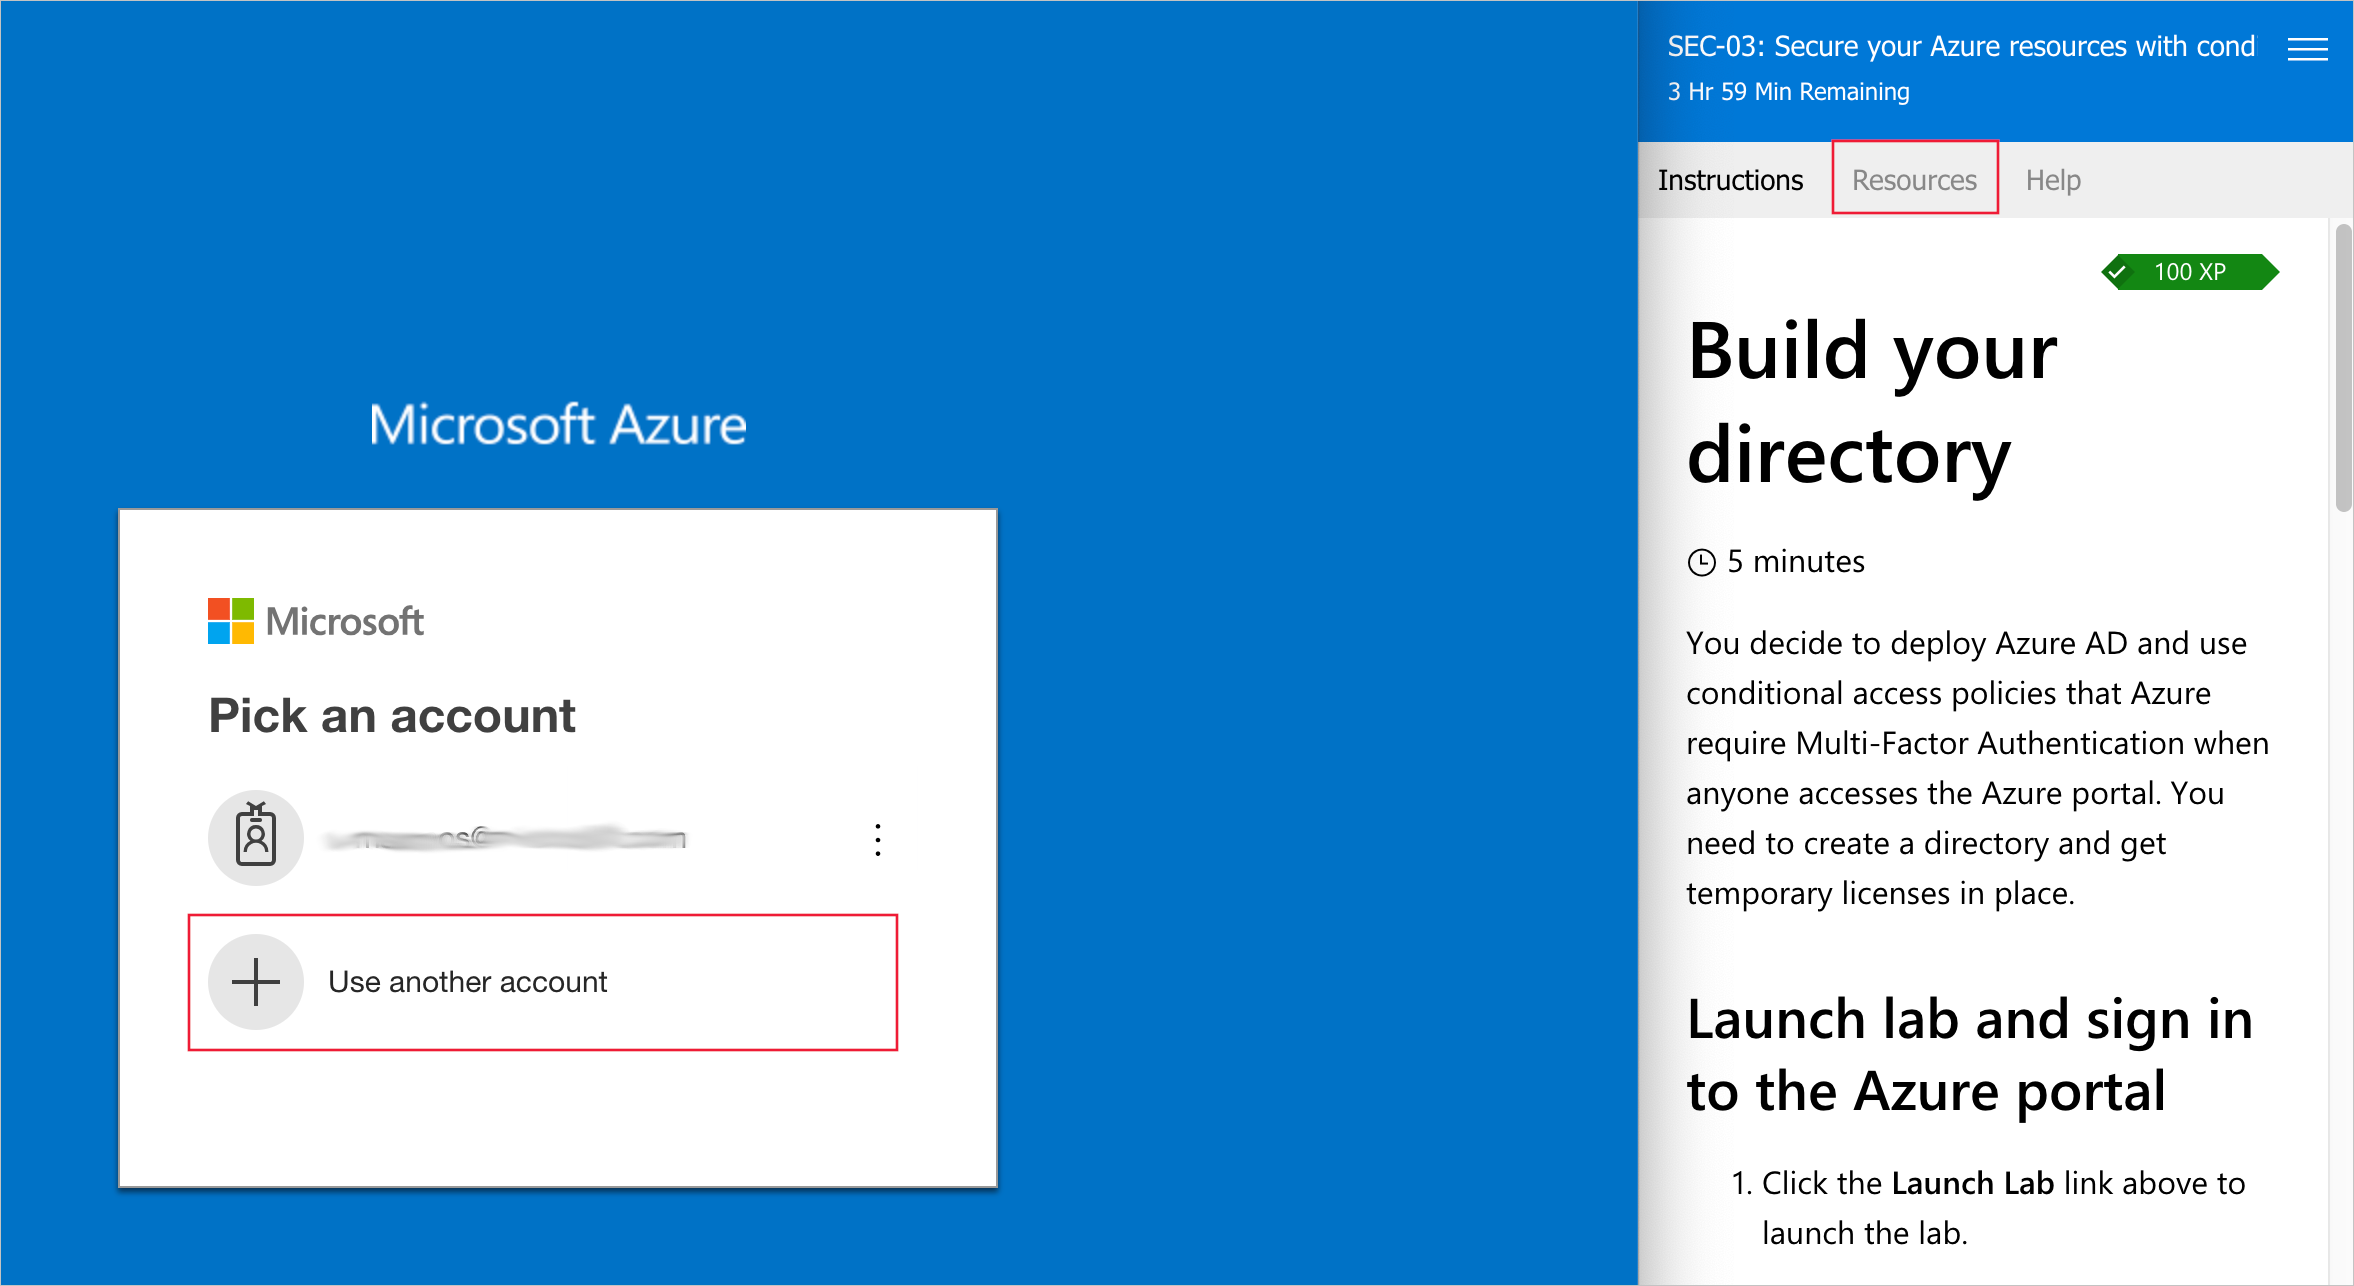 Microsoft Azure
Microsoft
Pick an account
Use another account
SEC-03: Secure your Azure resources with cond
3 Hr 59 Min Remaining
Instructions Resources Help
100 XP
Build your
directory
5 minutes
You decide to deploy Azure AD and use
conditional access policies that Azure
require Multi-Factor Authentication when
anyone accesses the Azure portal. You
need to create a directory and get
temporary licenses in place.
Launch lab and sign in
to the Azure portal
1. Click the Launch Lab link above to
launch the lab.